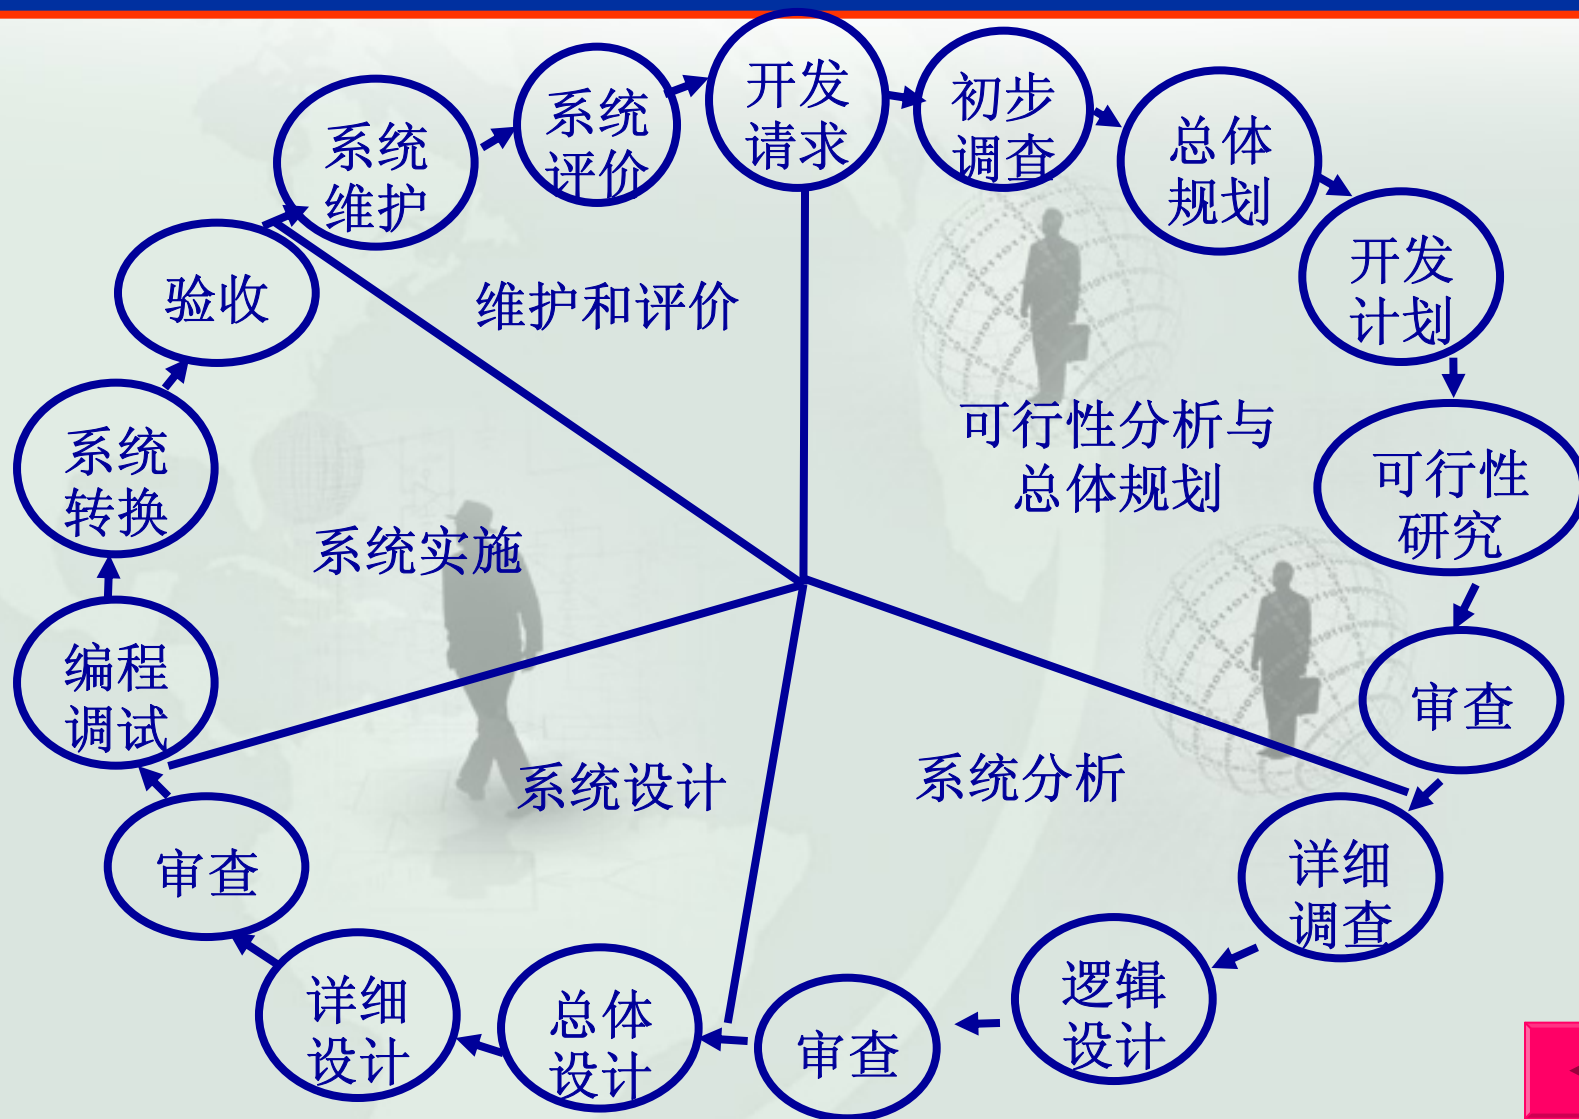 开发
请求
初步
调查
总体
规划
开发
计划
可行性
研究
审查
详细
调查
逻辑
设计
审查
总体
设计
详细
设计
审查
编程
调试
系统
转换
验收
系统
维护
系统
评价
维护和评价
可行性分析与
总体规划
系统实施
系统设计
系统分析